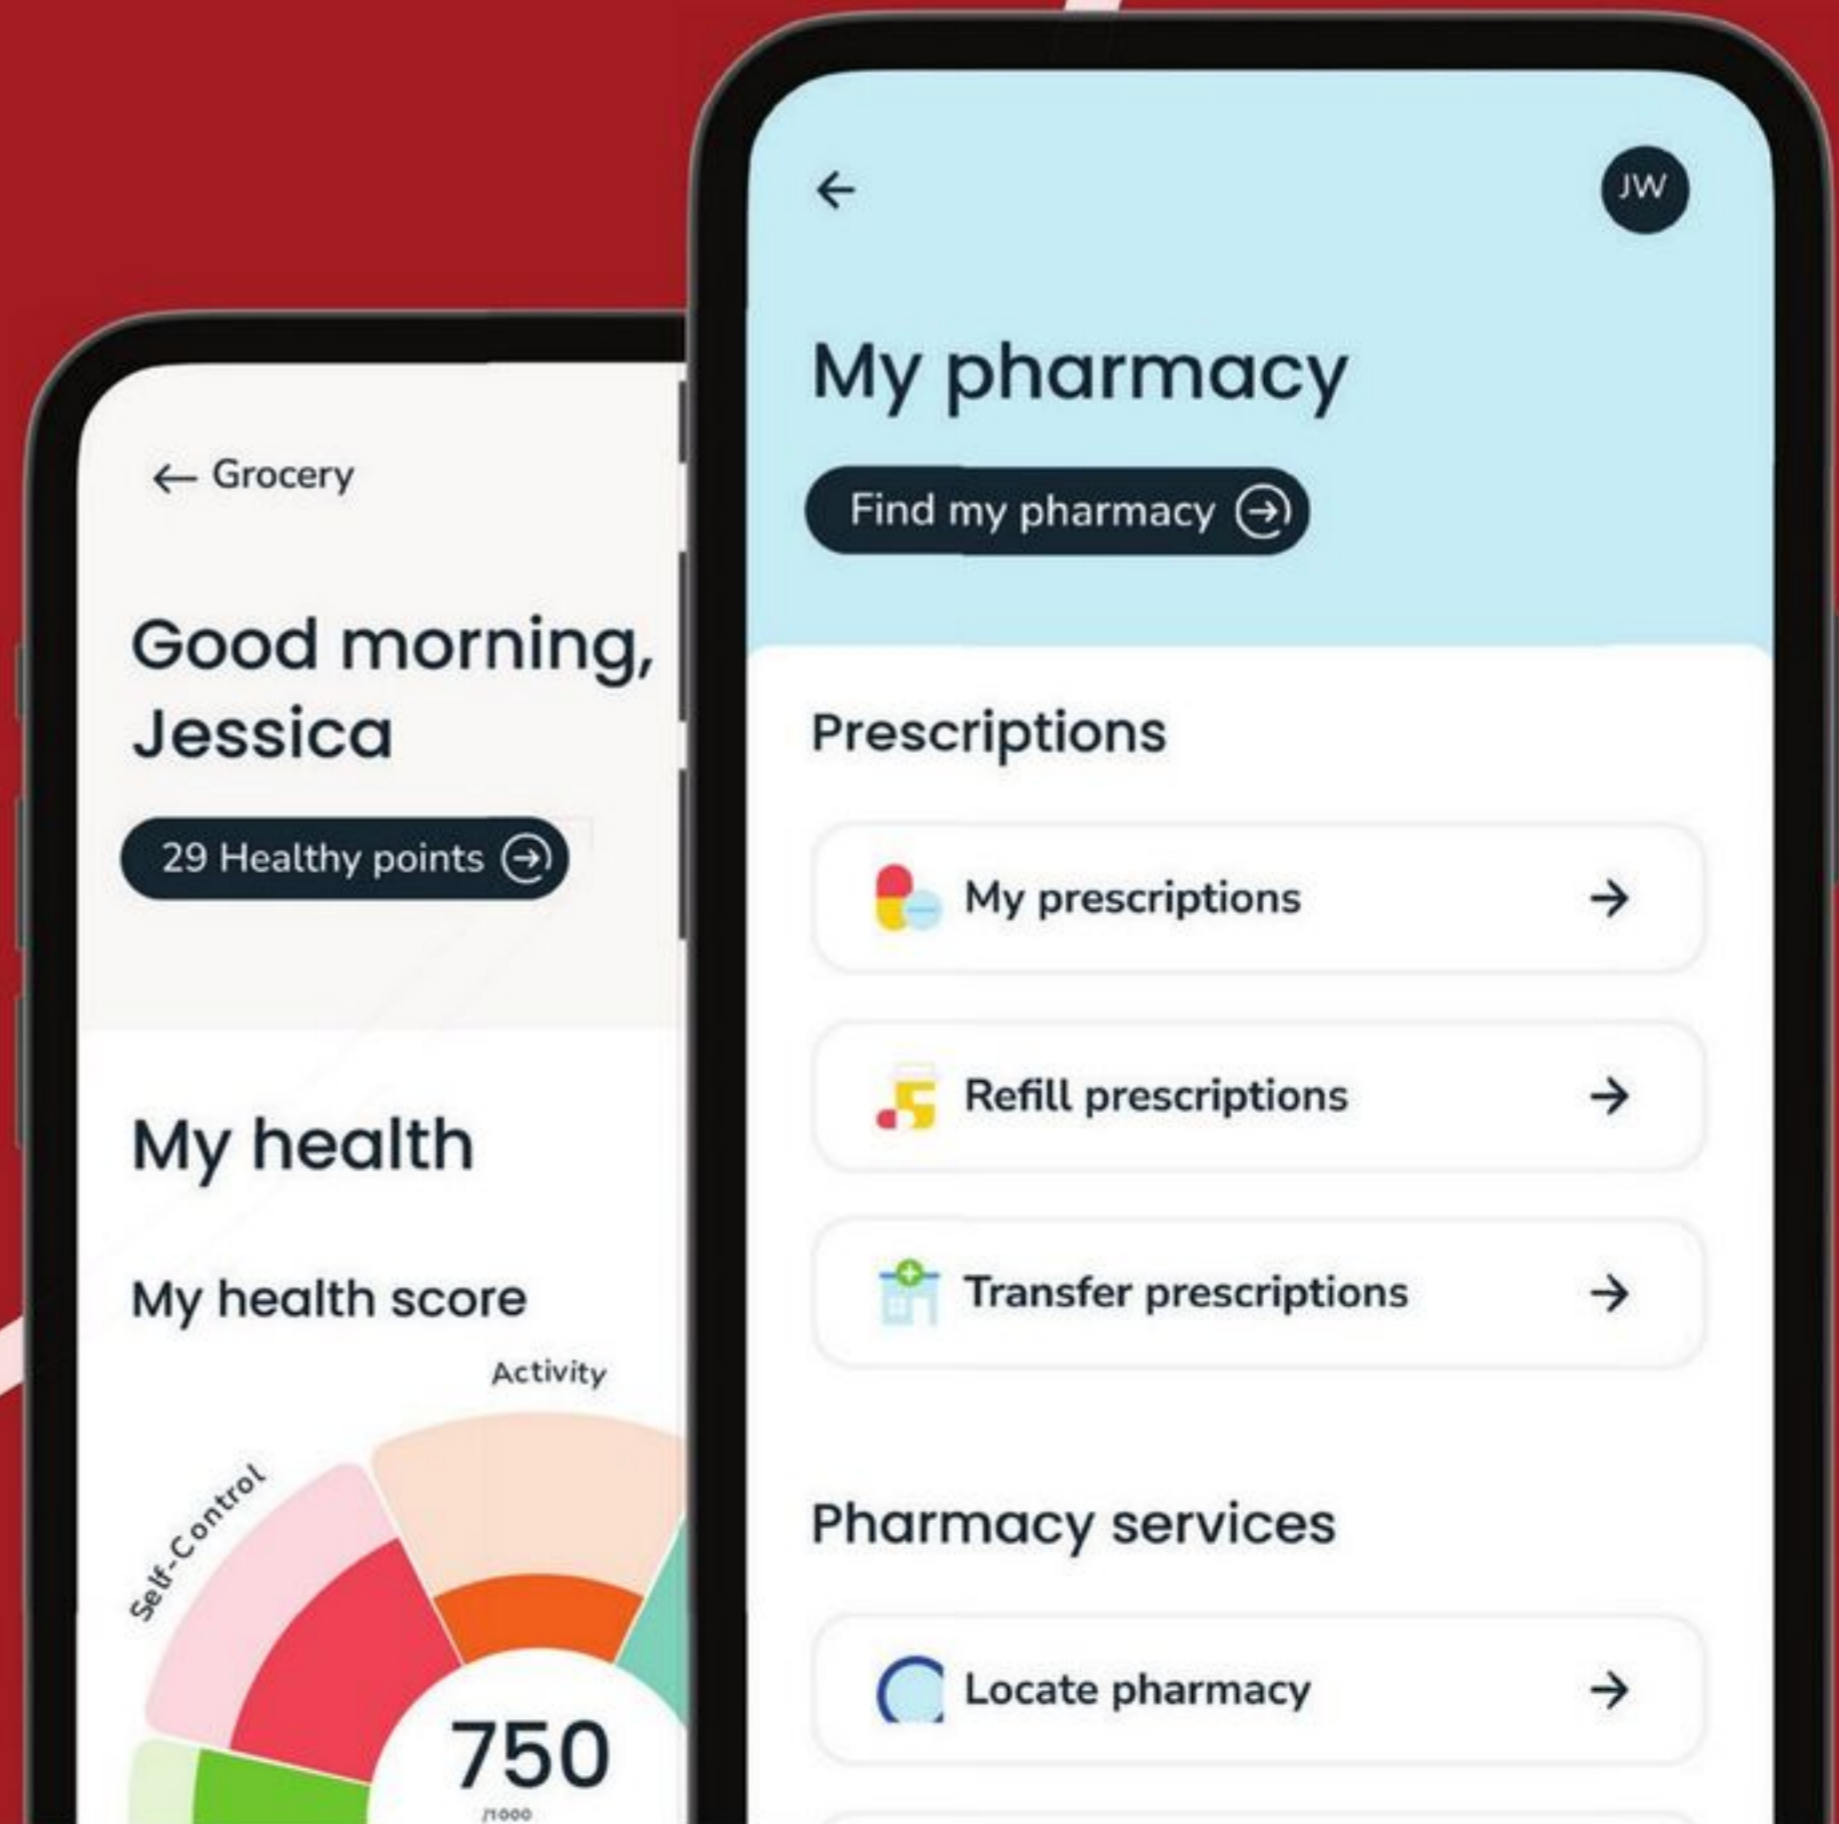 ← Grocery
Good morning,
Jessica
29 Healthy points
My health
My health score
Activity
Self-Control
750
/1000
JW
My pharmacy
Find my pharmacy
Prescriptions
My prescriptions
Refill prescriptions
Transfer prescriptions
Pharmacy services
Locate pharmacy